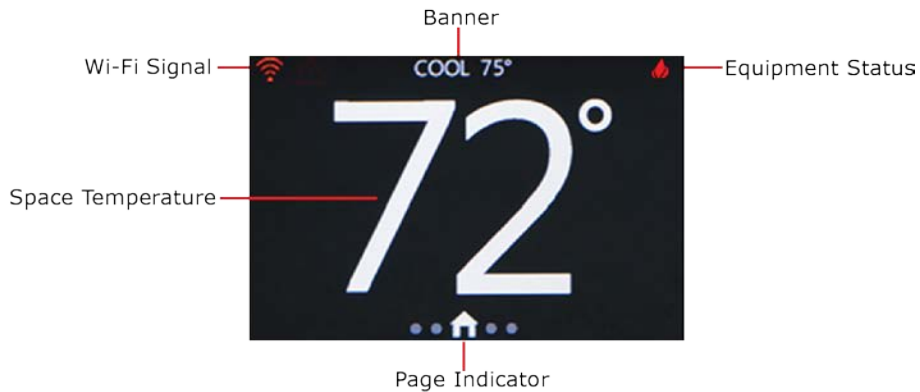 Banner
Wi-Fi Signal
COOL 75°
Equipment Status
72°
Space Temperature
Page Indicator